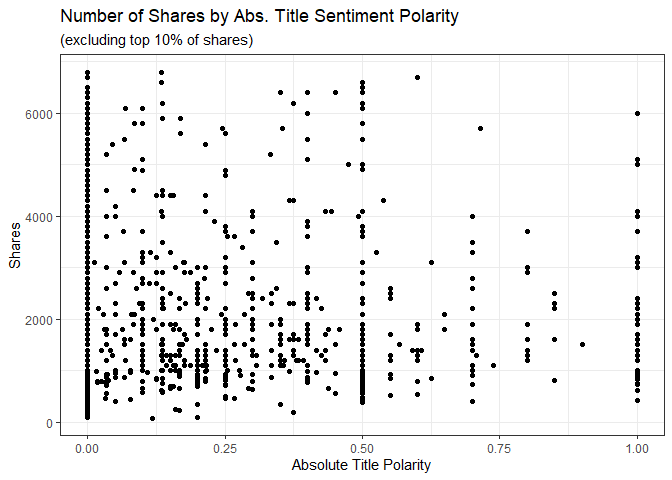 Number of Shares by Abs. Title Sentiment Polarity
(excluding top 10% of shares)
6000
4000
2000
0
Shares
0.00 0.25 0.50 0.75 1.00
Absolute Title Polarity